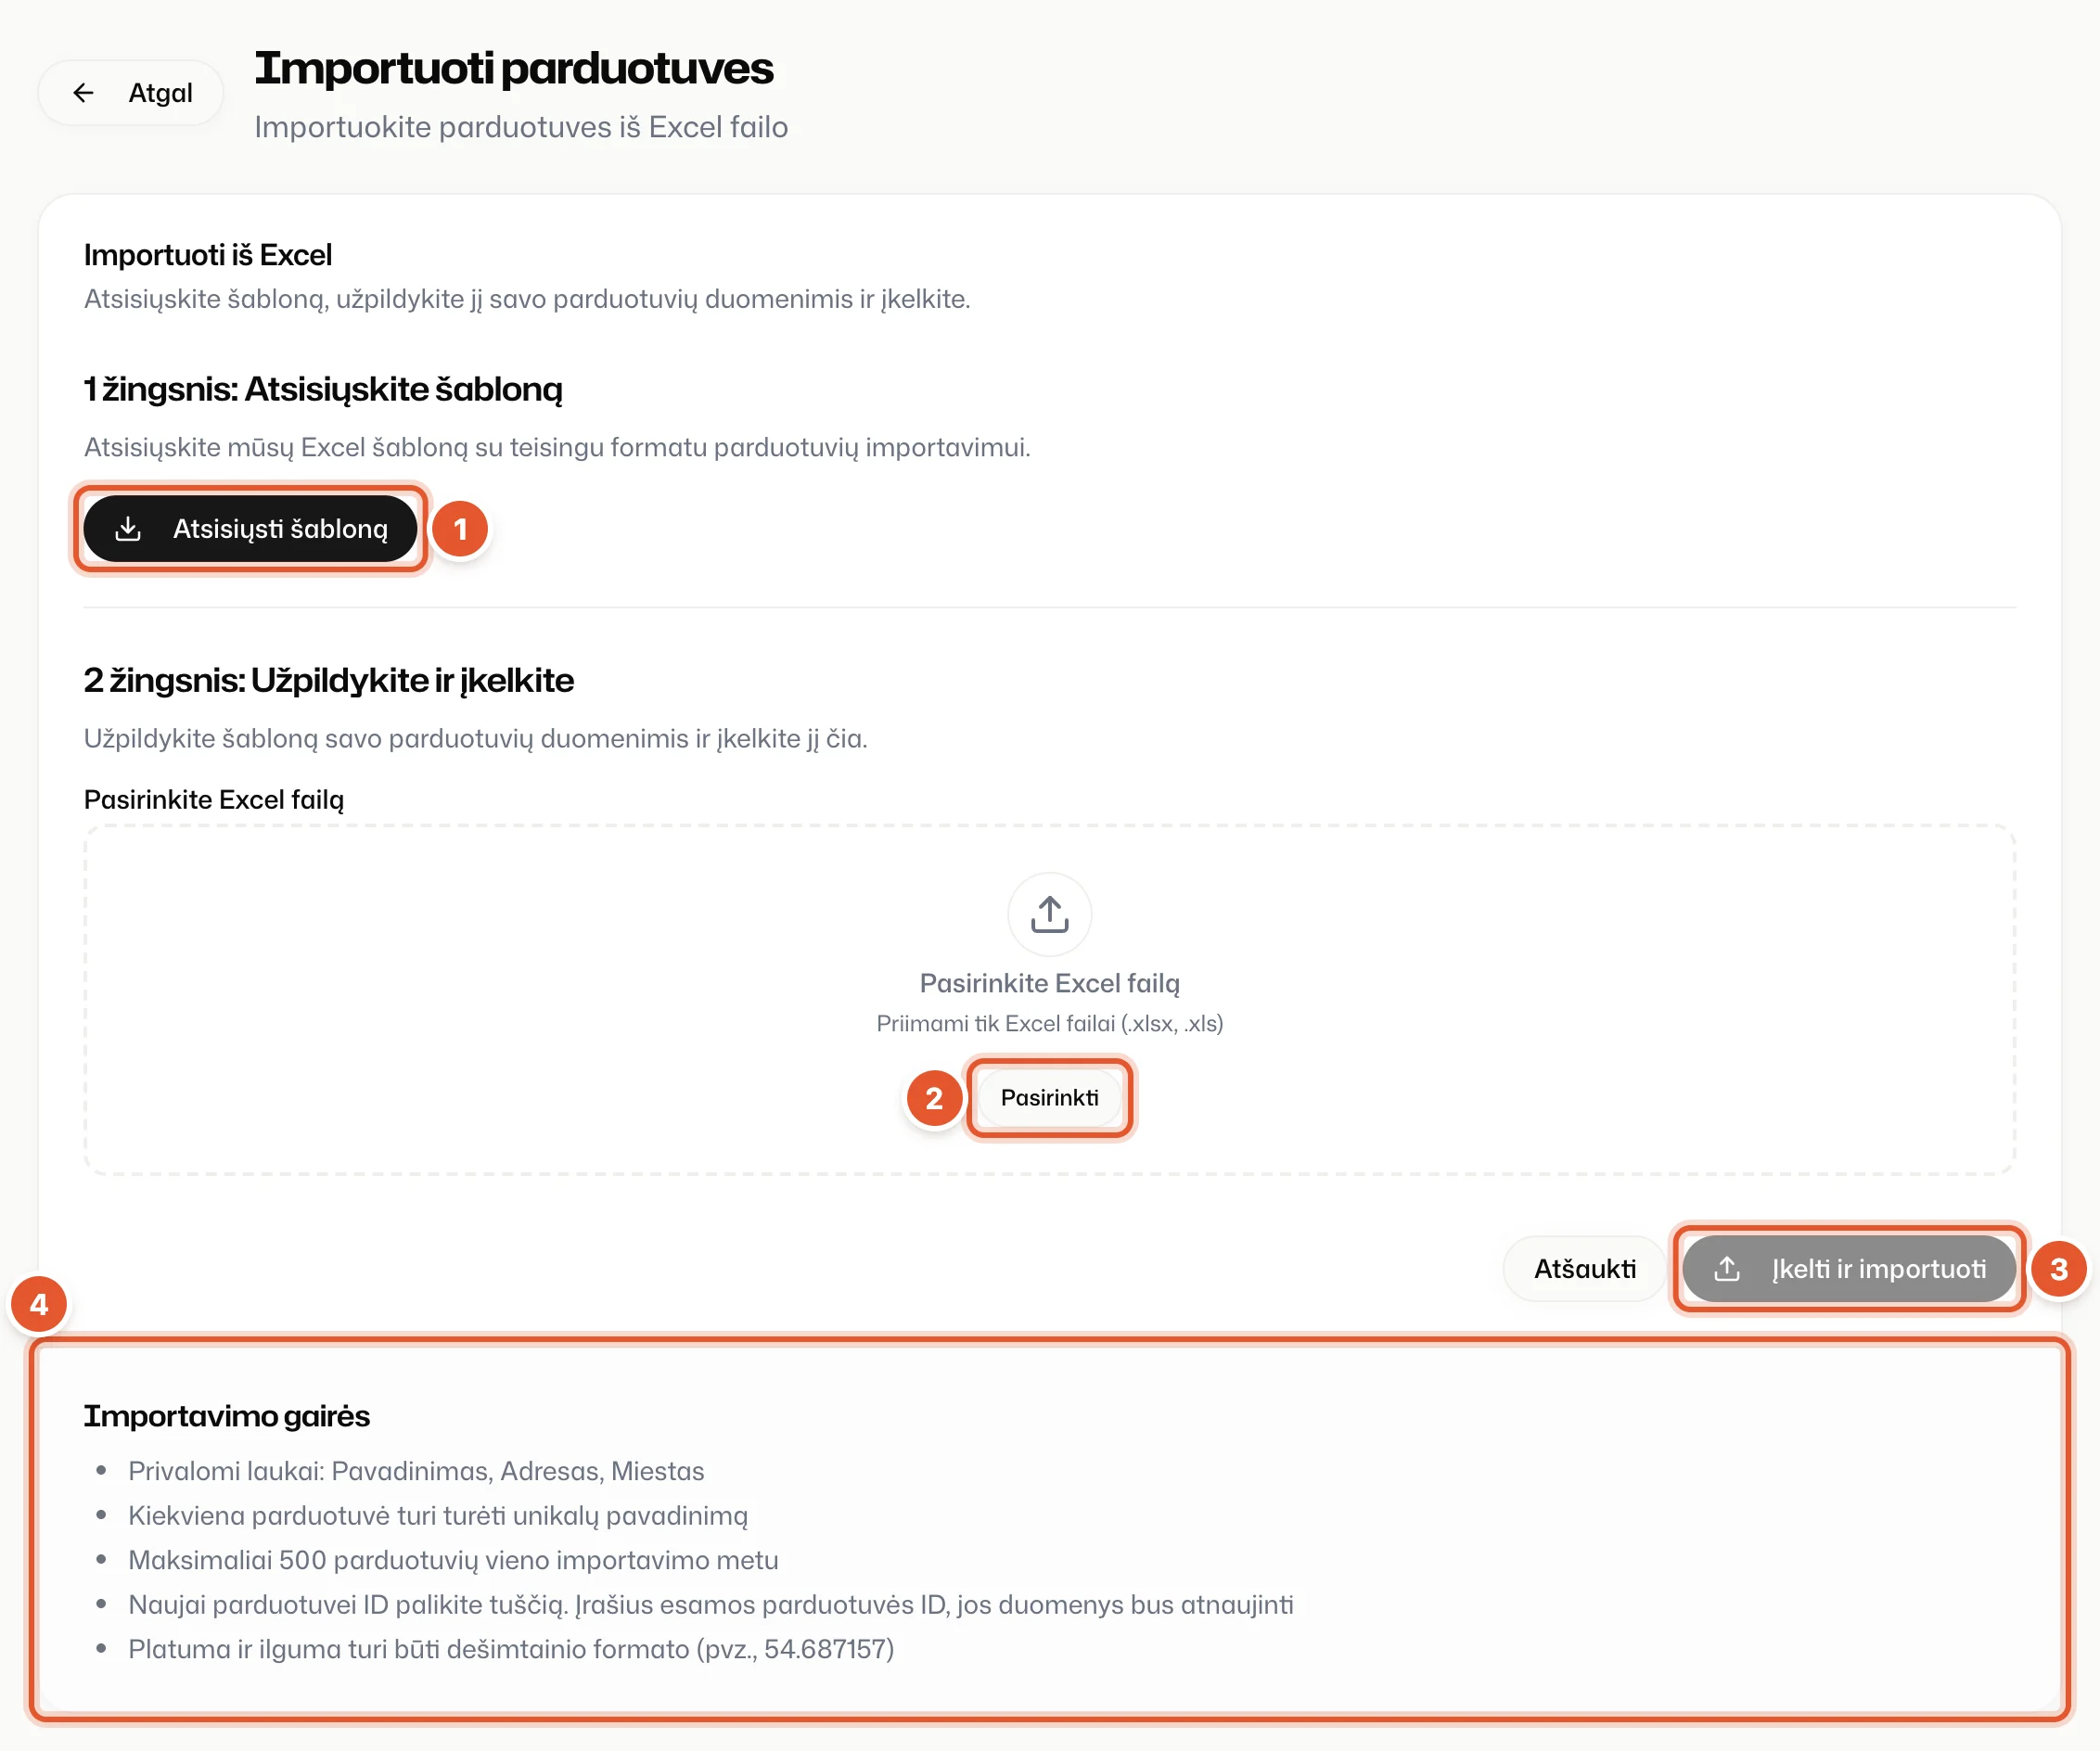 Atgal
Importuoti parduotuves
Importuokite parduotuves iš Excel failo
Importuoti iš Excel
Atsisiųskite šabloną, užpildykite jį savo parduotuvių duomenimis ir įkelkite.
1 žingsnis: Atsisiųskite šabloną
Atsisiųskite mūsų Excel šabloną su teisingu formatu parduotuvių importavimui.
Atsisiųsti šabloną
1
2 žingsnis: Užpildykite ir įkelkite
Užpildykite šabloną savo parduotuvių duomenimis ir įkelkite jį čia.
Pasirinkite Excel failą
Pasirinkite Excel failą
Priimami tik Excel failai (.xlsx, .xls)
2
Pasirinkti
Atšaukti
Įkelti ir importuoti
3
4
Importavimo gairės
• Privalomi laukai: Pavadinimas, Adresas, Miestas
• Kiekviena parduotuvė turi turėti unikalų pavadinimą
• Maksimaliai 500 parduotuvių vieno importavimo metu
• Naujai parduotuvei ID palikite tuščią. Įrašius esamos parduotuvės ID, jos duomenys bus atnaujinti
• Platuma ir ilguma turi būti dešimtainio formato (pvz., 54.687157)